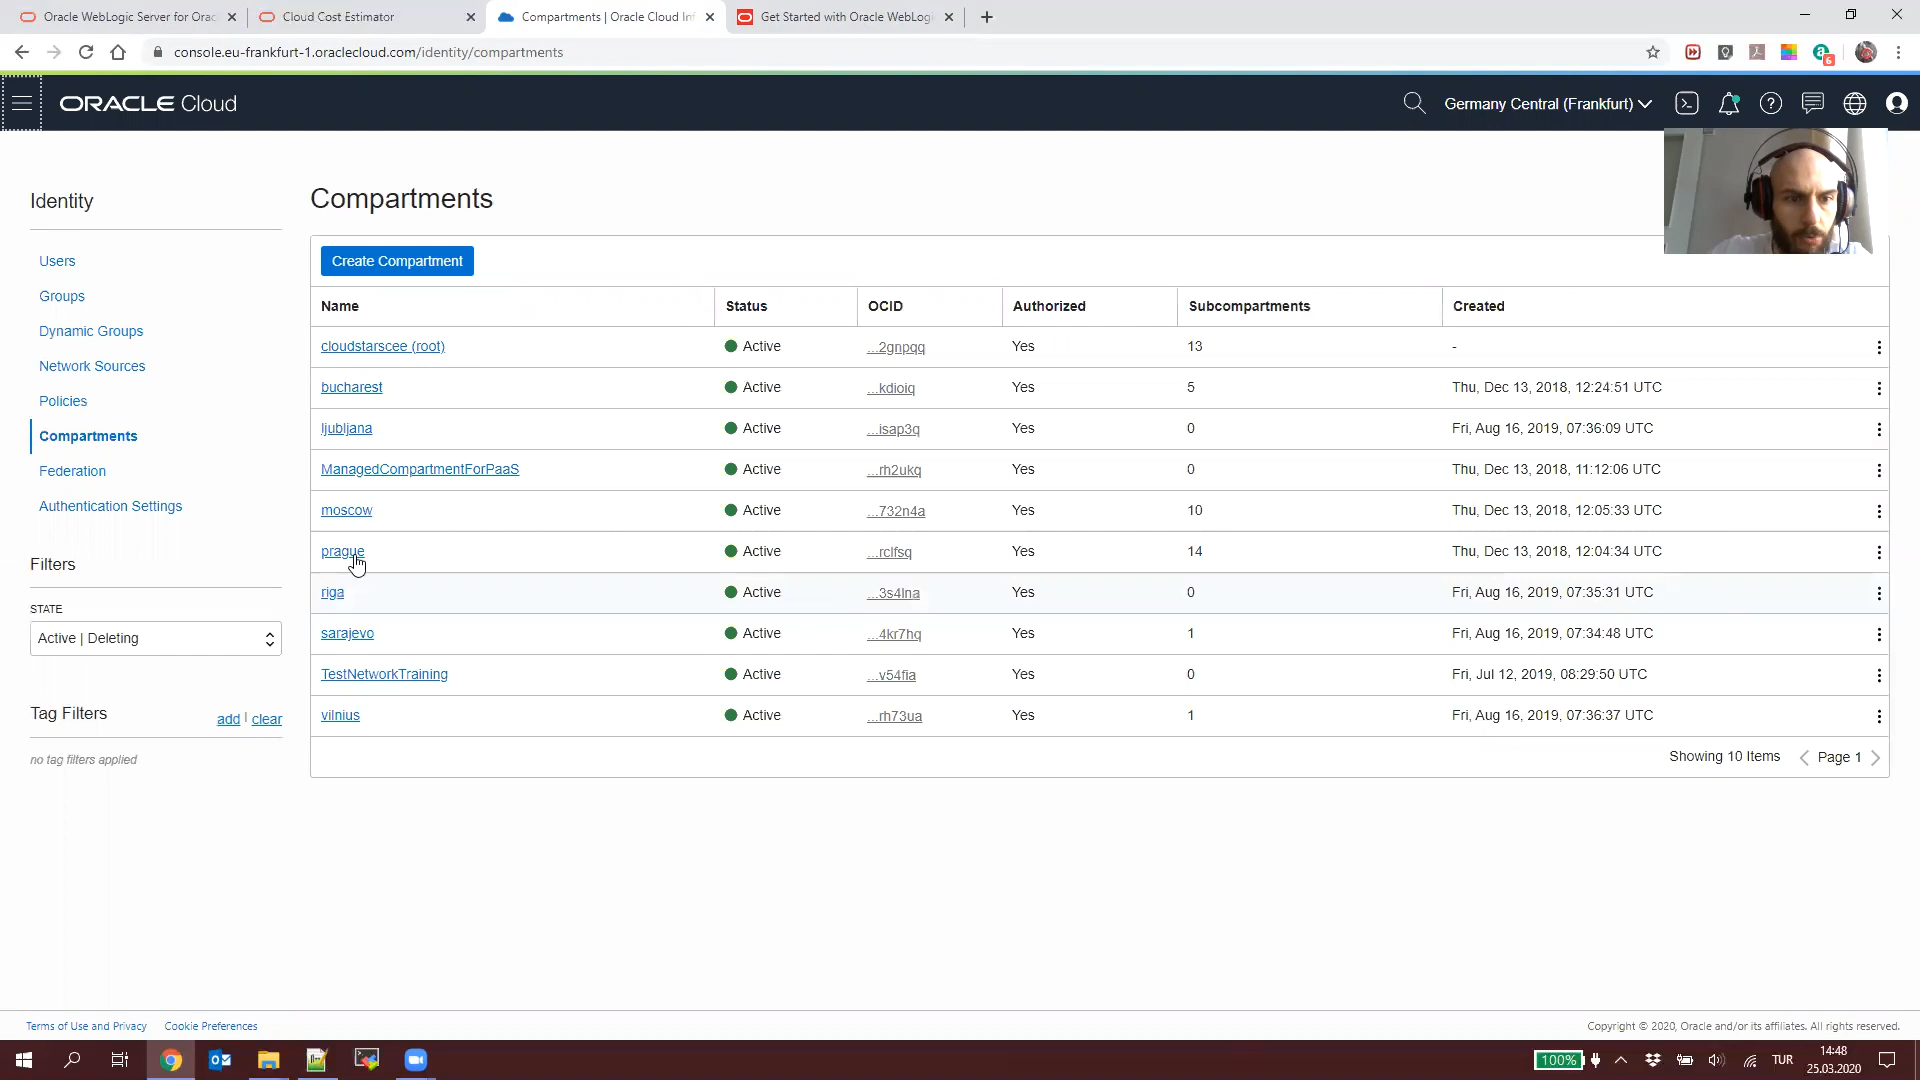 Oracle WebLogic Server for Orac
Cloud Cost Estimator
Compartments | Oracle Cloud Inf
Get Started with Oracle WebLogi
console.eu-frankfurt-1.oraclecloud.com/identity/compartments
6
ORACLE Cloud
Germany Central (Frankfurt)
Identity
Users
Groups
Dynamic Groups
Network Sources
Policies
Compartments
Federation
Authentication Settings
Filters
STATE
Active | Deleting
Tag Filters
add | clear
no tag filters applied
Compartments
Create Compartment
Name Status OCID Authorized Subcompartments Created
cloudstarscee (root) Active ...2gnpqq Yes 13 -
bucharest Active ...kdioiq Yes 5 Thu, Dec 13, 2018, 12:24:51 UTC
ljubljana Active ...isap3q Yes 0 Fri, Aug 16, 2019, 07:36:09 UTC
ManagedCompartmentForPaaS Active ...rh2ukq Yes 0 Thu, Dec 13, 2018, 11:12:06 UTC
moscow Active ...732n4a Yes 10 Thu, Dec 13, 2018, 12:05:33 UTC
prague Active ...rclfsq Yes 14 Thu, Dec 13, 2018, 12:04:34 UTC
riga Active ...3s4lna Yes 0 Fri, Aug 16, 2019, 07:35:31 UTC
sarajevo Active ...4kr7hq Yes 1 Fri, Aug 16, 2019, 07:34:48 UTC
TestNetworkTraining Active ...v54fia Yes 0 Fri, Jul 12, 2019, 08:29:50 UTC
vilnius Active ...rh73ua Yes 1 Fri, Aug 16, 2019, 07:36:37 UTC
Showing 10 Items Page 1
Terms of Use and Privacy Cookie Preferences
Copyright © 2020, Oracle and/or its affiliates. All rights reserved.
100%
TUR
14:48
25.03.2020